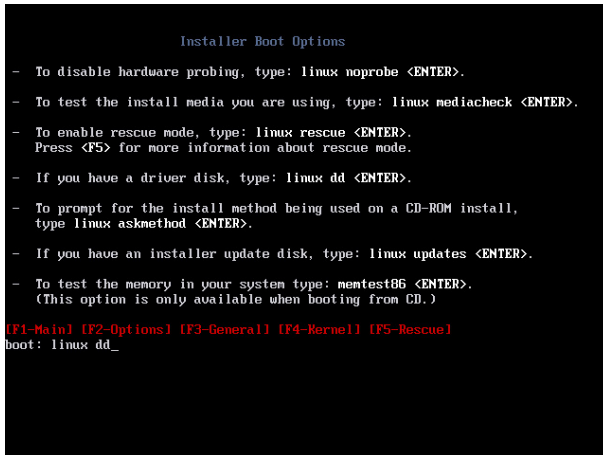 Installer Boot Options
- To disable hardware probing, type: linux noprobe <ENTER>.
- To test the install media you are using, type: linux mediacheck <ENTER>.
- To enable rescue mode, type: linux rescue <ENTER>.
Press <F5> for more information about rescue mode.
- If you have a driver disk, type: linux dd <ENTER>.
- To prompt for the install method being used on a CD-ROM install,
type linux askmethod <ENTER>.
- If you have an installer update disk, type: linux updates <ENTER>.
- To test the memory in your system type: memtest86 <ENTER>.
(This option is only available when booting from CD.)
[F1-Main] [F2-Options] [F3-General] [F4-Kernel] [F5-Rescue]
boot: linux dd_